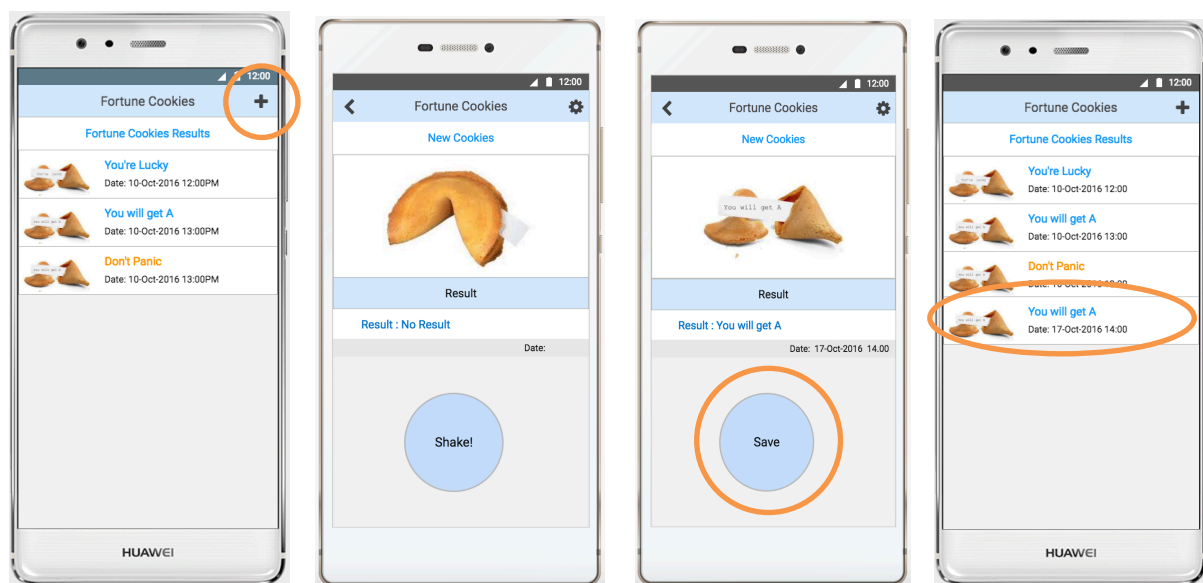 12:00
Fortune Cookies
Fortune Cookies Results
You're Lucky
Date: 10-Oct-2016 12:00PM
You will get A
Date: 10-Oct-2016 13:00PM
Don't Panic
Date: 10-Oct-2016 13:00PM
HUAWEI
12:00
Fortune Cookies
New Cookies
Result
Result : No Result
Date:
Shake!
12:00
Fortune Cookies
New Cookies
You will get A
Result
Result : You will get A
Date: 17-Oct-2016 14.00
Save
12:00
Fortune Cookies
Fortune Cookies Results
You're Lucky
Date: 10-Oct-2016 12:00
You will get A
Date: 10-Oct-2016 13:00
Don't Panic
You will get A
Date: 17-Oct-2016 14:00
HUAWEI